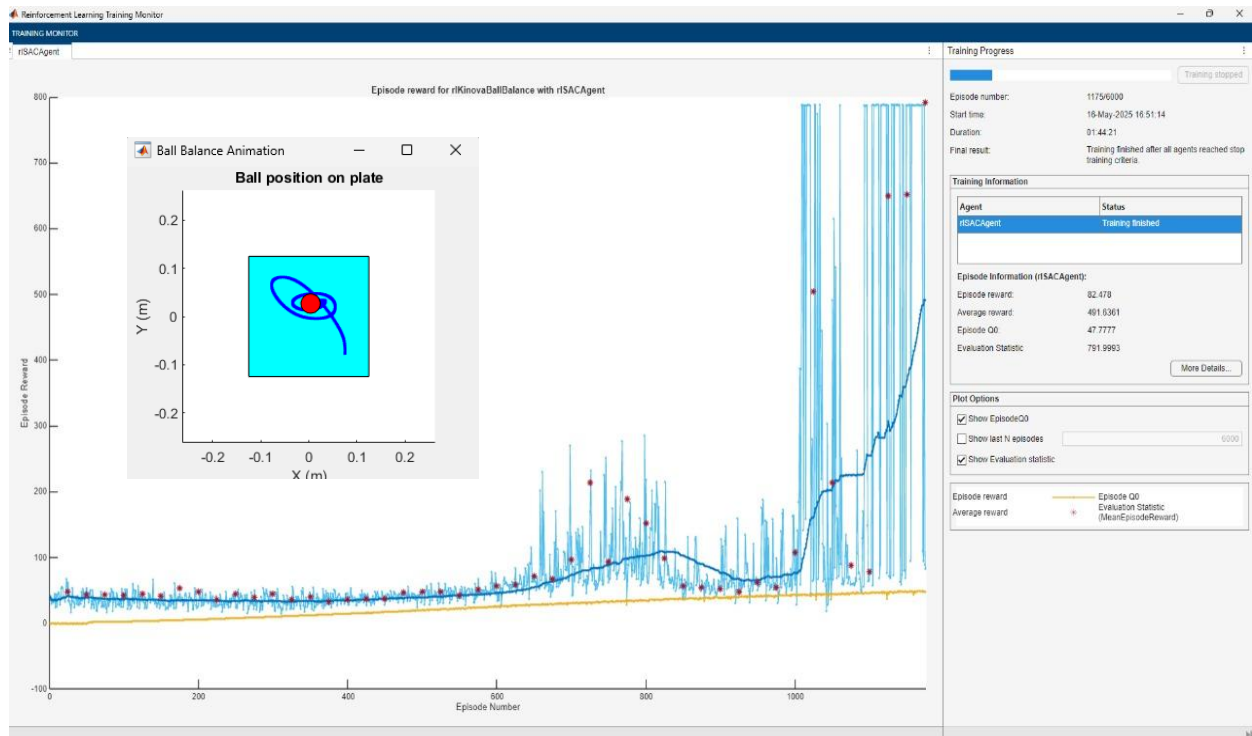 Reinforcement Learning Training Monitor
TRAINING MONITOR
rlSACAgent
Episode reward for rlKinovaBallBalance with rlSACAgent
800
700
600
500
400
300
200
100
0
-100
Episode Reward
0
200
400
600
800
1000
Episode Number
Ball Balance Animation
Ball position on plate
0.2
0.1
0
-0.1
-0.2
Y (m)
-0.2
-0.1
0
0.1
0.2
X (m)
Training Progress
Training stopped
Episode number: 1175/6000
Start time: 16-May-2025 16:51:14
Duration: 01:44:21
Final result: Training finished after all agents reached stop
training criteria.
Training Information
Agent Status
rlSACAgent Training finished
Episode Information (rlSACAgent):
Episode reward: 82.478
Average reward: 491.6361
Episode Q0: 47.7777
Evaluation Statistic 791.9993
More Details...
Plot Options
Show EpisodeQ0
Show last N episodes 6000
Show Evaluation statistic
Episode reward Episode Q0
Average reward Evaluation Statistic
(MeanEpisodeReward)